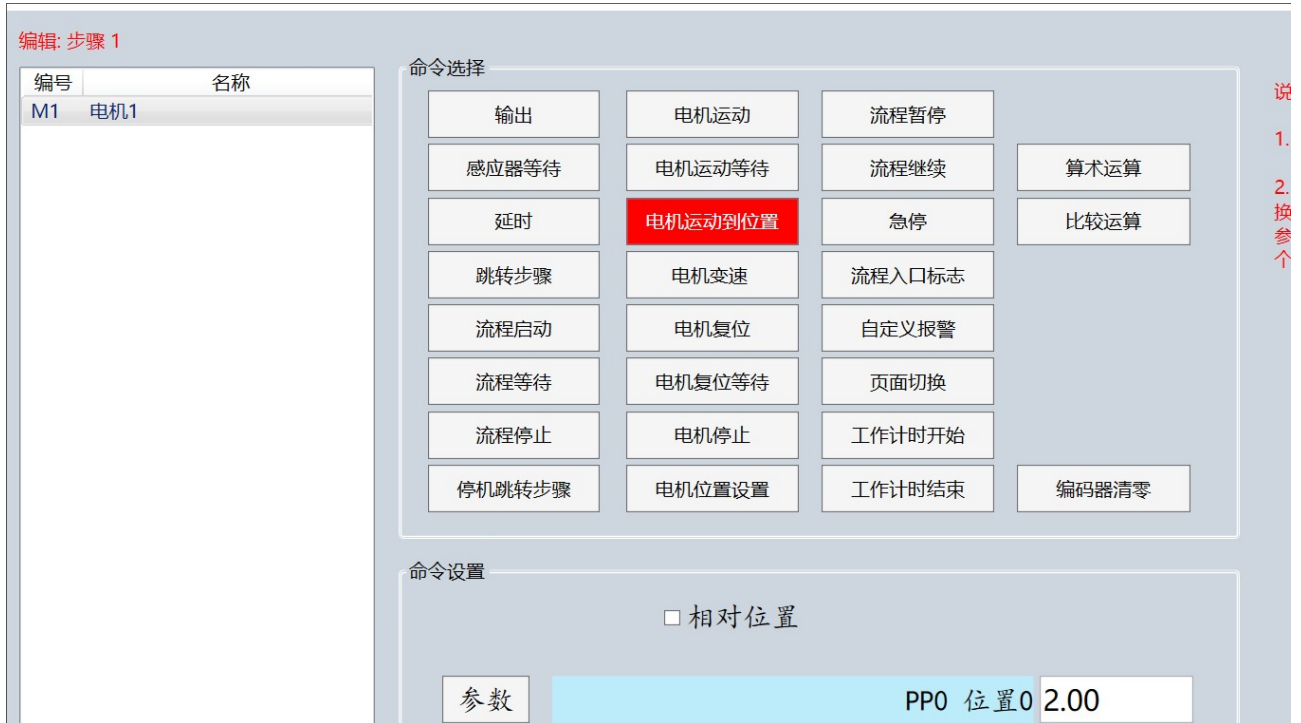 编辑: 步骤 1
编号 名称
M1 电机1
命令选择
输出 电机运动 流程暂停
感应器等待 电机运动等待 流程继续 算术运算
延时 电机运动到位置 急停 比较运算
跳转步骤 电机变速 流程入口标志
流程启动 电机复位 自定义报警
流程等待 电机复位等待 页面切换
流程停止 电机停止 工作计时开始
停机跳转步骤 电机位置设置 工作计时结束 编码器清零
命令设置
相对位置
参数 PP0 位置0 2.00
说
1.
2.
换
参
个